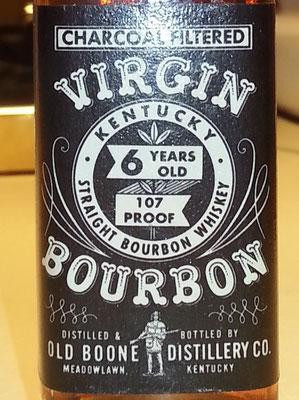 CHARCOAL FILTERED
VIRGIN
KENTUCKY
6 YEARS
OLD
107
PROOF
STRAIGHT BOURBON WHISKEY
BOURBON
DISTILLED & BOTTLED BY
OLD BOONE DISTILLERY CO.
MEADOWLAWN, KENTUCKY